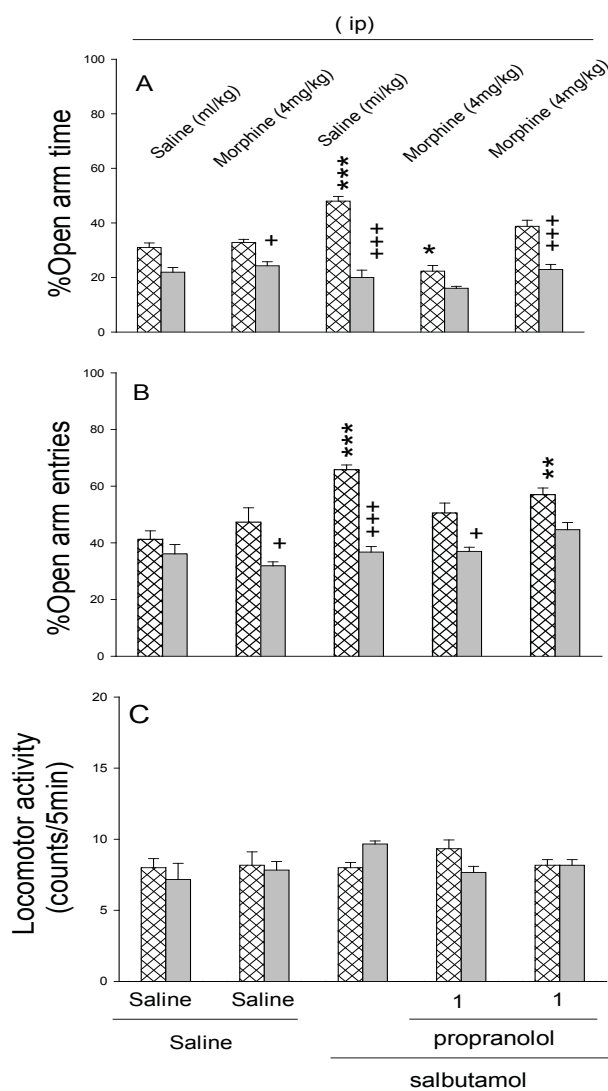 ( ip)
A
Saline (ml/kg)
Morphine (4mg/kg)
Saline (mi/kg)
Morphine (4mg/kg)
Morphine (4mg/kg)
%Open arm time
100
80
60
40
20
0
+
***
+++
*
+++
B
%Open arm entries
100
80
60
40
20
0
+
***
+++
+
**
C
Locomotor activity
(counts/5min)
20
15
10
5
0
Saline Saline 1 1
Saline propranolol
salbutamol